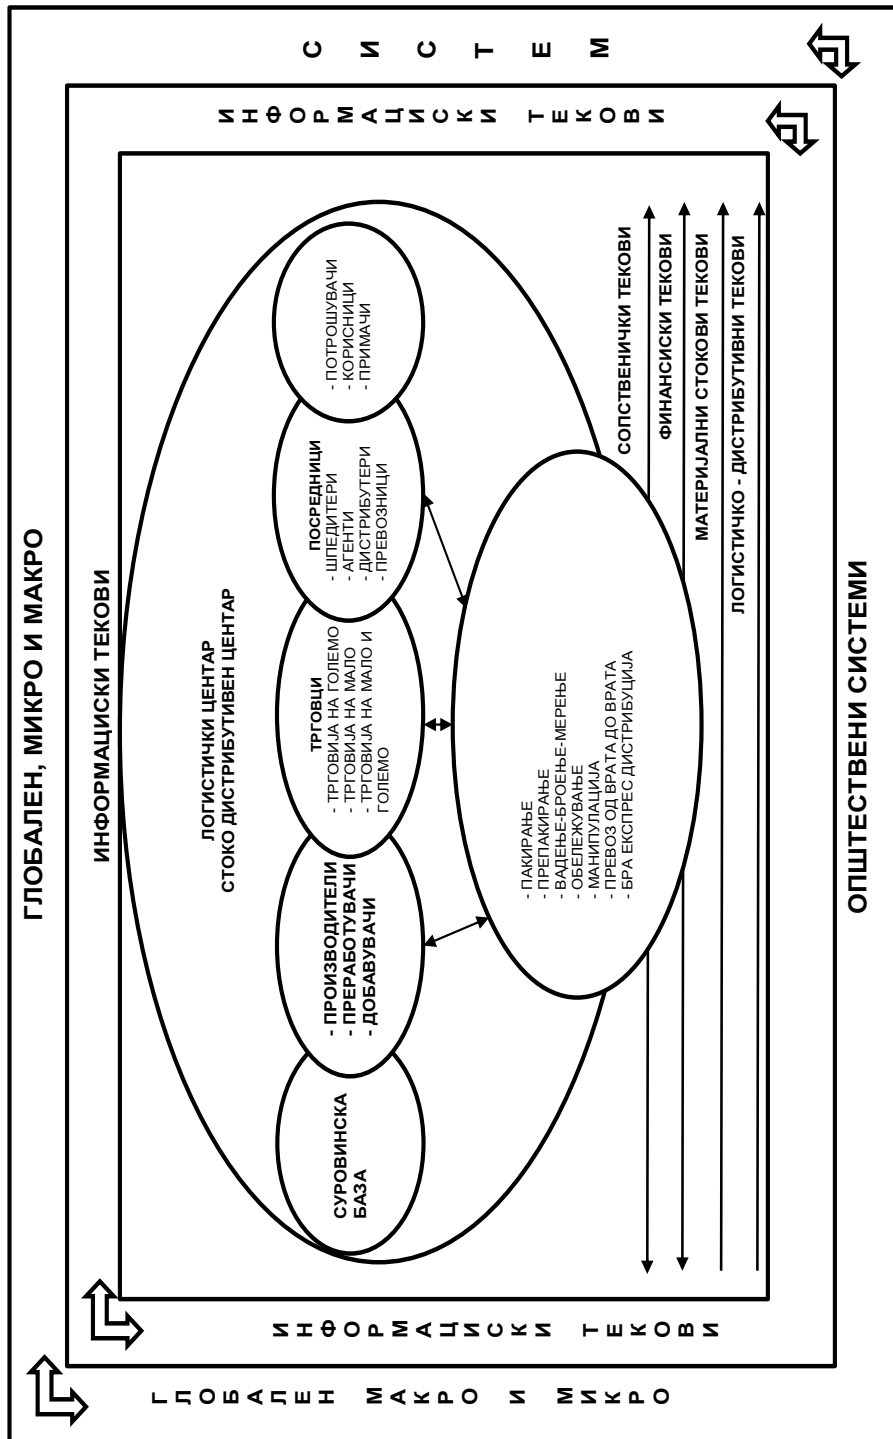 ГЛОБАЛЕН, МИКРО И МАКРО
ИНФОРМАЦИСКИ ТЕКОВИ
ГЛОБАЛЕН МАКРО И МИКРО
ИНФОРМАЦИСКИ ТЕКОВИ
ЛОГИСТИЧКИ ЦЕНТАР
СТОКО ДИСТРИБУТИВЕН ЦЕНТАР
СУРОВИНСКА
БАЗА
- ПРОИЗВОДИТЕЛИ
- ПРЕРАБОТУВАЧИ
- ДОБАВУВАЧИ
ТРГОВЦИ
- ТРГОВИЈА НА ГОЛЕМО
- ТРГОВИЈА НА МАЛО
- ТРГОВИЈА НА МАЛО И
ГОЛЕМО
ПОСРЕДНИЦИ
- ШПЕДИТЕРИ
- АГЕНТИ
- ДИСТРИБУТЕРИ
- ПРЕВОЗНИЦИ
- ПОТРОШУВАЧИ
- КОРИСНИЦИ
- ПРИМАЧИ
- ПАКИРАЊЕ
- ПРЕПАКИРАЊЕ
- ВАДЕЊЕ-БРОЕЊЕ-МЕРЕЊЕ
- ОБЕЛЕЖУВАЊЕ
- МАНИПУЛАЦИЈА
- ПРЕВОЗ ОД ВРАТА ДО ВРАТА
- БРА ЕКСПРЕС ДИСТРИБУЦИЈА
СОПСТВЕНИЧКИ ТЕКОВИ
ФИНАНСИСКИ ТЕКОВИ
МАТЕРИЈАЛНИ СТОКОВИ ТЕКОВИ
ЛОГИСТИЧКО - ДИСТРИБУТИВНИ ТЕКОВИ
ИНФОРМАЦИСКИ ТЕКОВИ
СИСТЕМ
ОПШТЕСТВЕНИ СИСТЕМИ